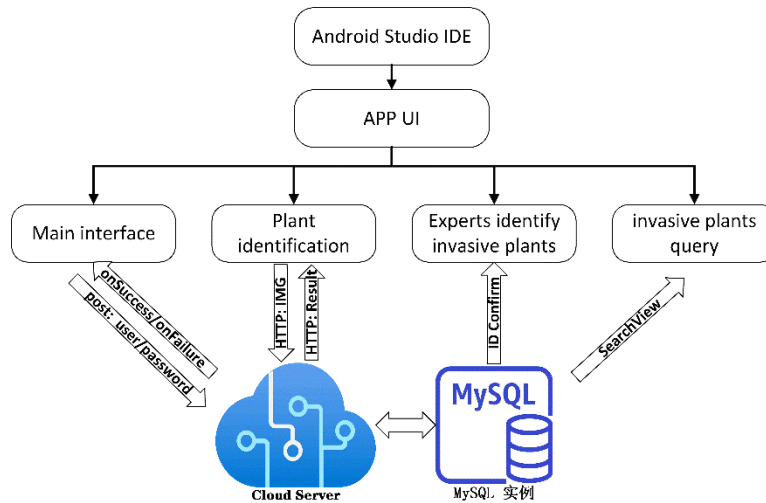 Android Studio IDE
APP UI
Main interface
Plant
identification
Experts identify
invasive plants
invasive plants
query
onSuccess/onFailure
post: user/password
HTTP: IMG
HTTP: Result
ID Confirm
SearchView
MySQL
Cloud Server
MySQL 实例